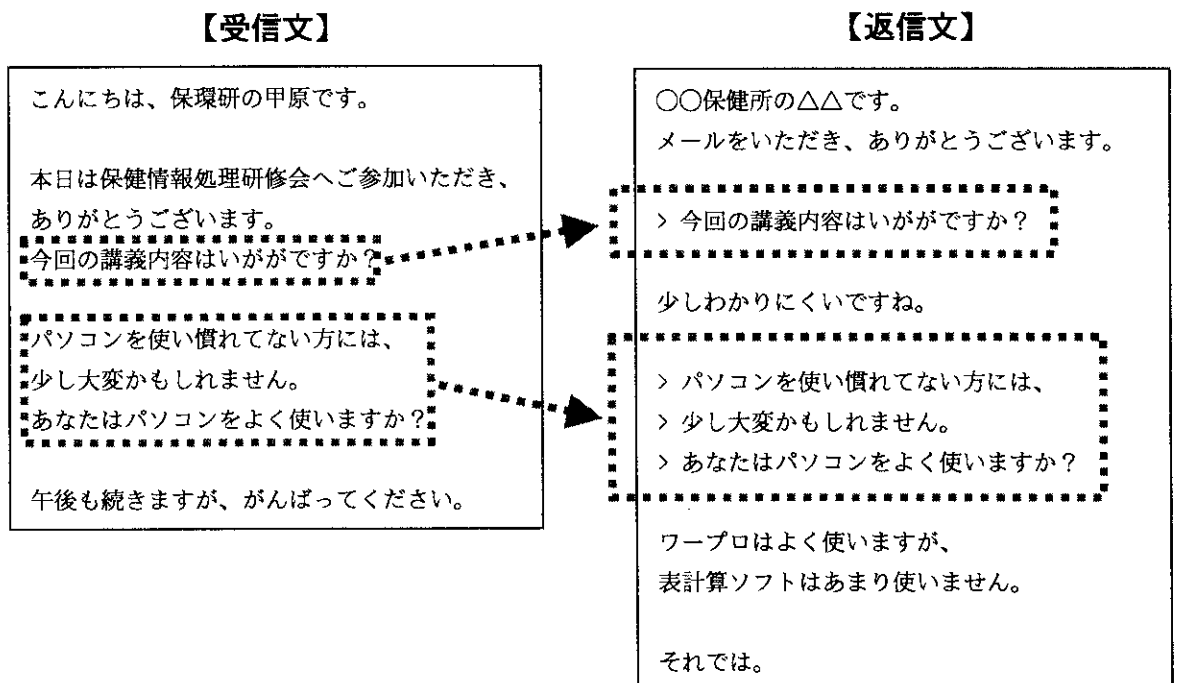 【受信文】
こんにちは、保環研の甲原です。
本日は保健情報処理研修会へご参加いただき、
ありがとうございます。
今回の講義内容はいががですか？
パソコンを使い慣れてない方には、
少し大変かもしれません。
あなたはパソコンをよく使いますか？
午後も続きますが、がんばってください。
【返信文】
〇〇保健所の△△です。
メールをいただき、ありがとうございます。
> 今回の講義内容はいががですか？
少しわかりにくいですね。
> パソコンを使い慣れてない方には、
> 少し大変かもしれません。
> あなたはパソコンをよく使いますか？
ワープロはよく使いますが、
表計算ソフトはあまり使いません。
それでは。